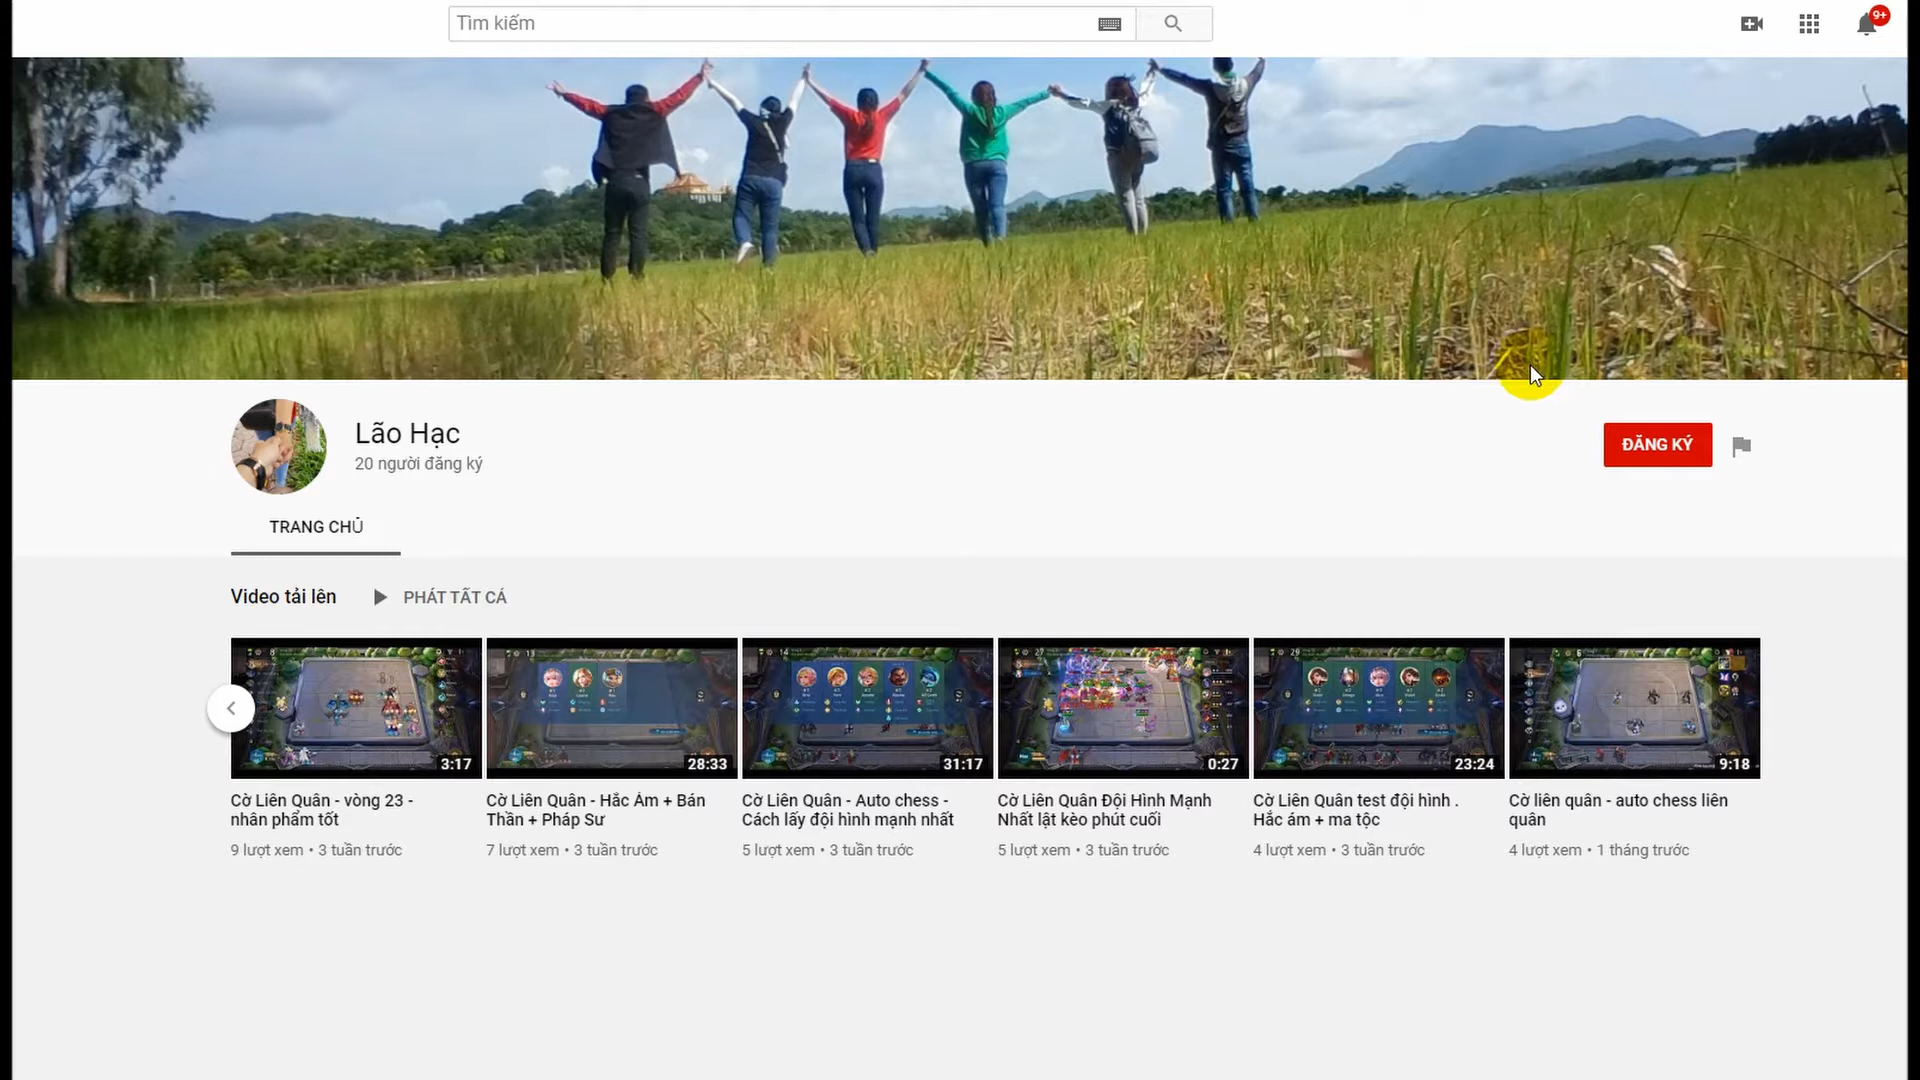 Tìm kiếm
9+
Lão Hạc
20 người đăng ký
ĐĂNG KÝ
TRANG CHỦ
Video tải lên
PHÁT TẤT CẢ
3:17
28:33
31:17
0:27
23:24
9:18
Cờ Liên Quân - vòng 23 -
nhân phẩm tốt
9 lượt xem • 3 tuần trước
Cờ Liên Quân - Hắc Ám + Bán
Thần + Pháp Sư
7 lượt xem • 3 tuần trước
Cờ Liên Quân - Auto chess -
Cách lấy đội hình mạnh nhất
5 lượt xem • 3 tuần trước
Cờ Liên Quân Đội Hình Mạnh
Nhất lật kèo phút cuối
5 lượt xem • 3 tuần trước
Cờ Liên Quân test đội hình .
Hắc ám + ma tộc
4 lượt xem • 3 tuần trước
Cờ liên quân - auto chess liên
quân
4 lượt xem • 1 tháng trước